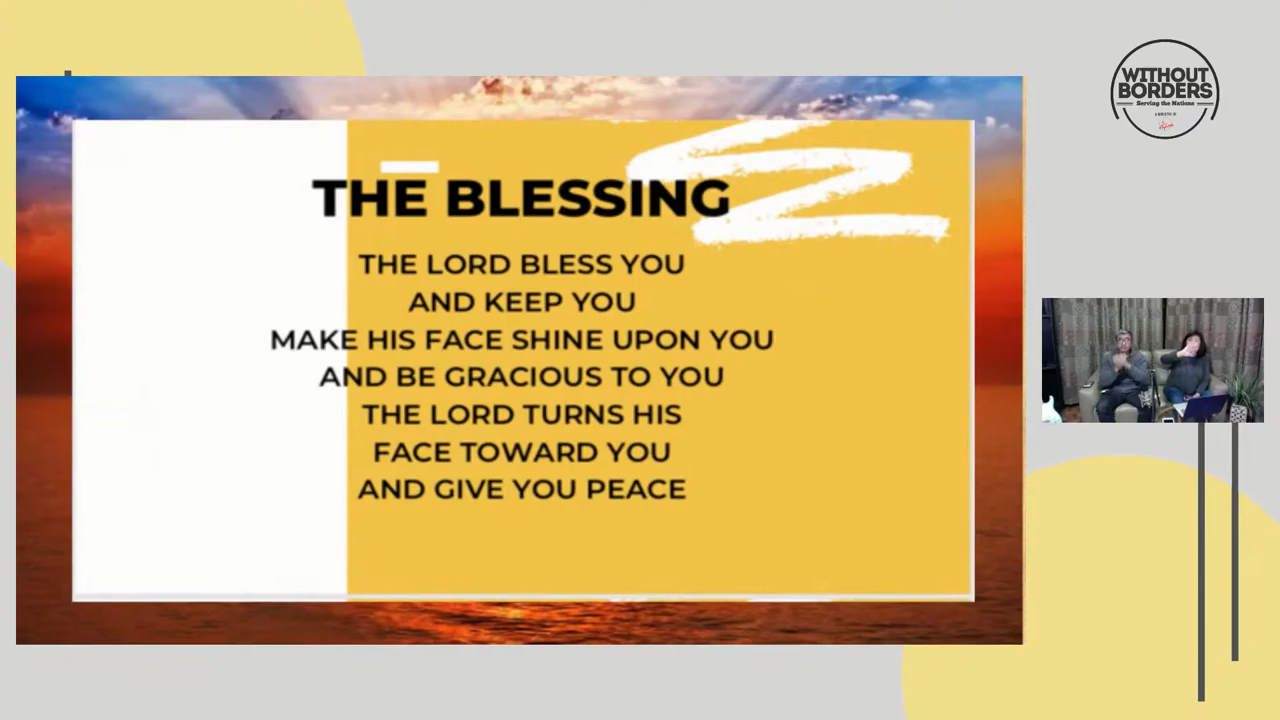 THE BLESSING
THE LORD BLESS YOU
AND KEEP YOU
MAKE HIS FACE SHINE UPON YOU
AND BE GRACIOUS TO YOU
THE LORD TURNS HIS
FACE TOWARD YOU
AND GIVE YOU PEACE
WITHOUT
BORDERS
Serving the Nations